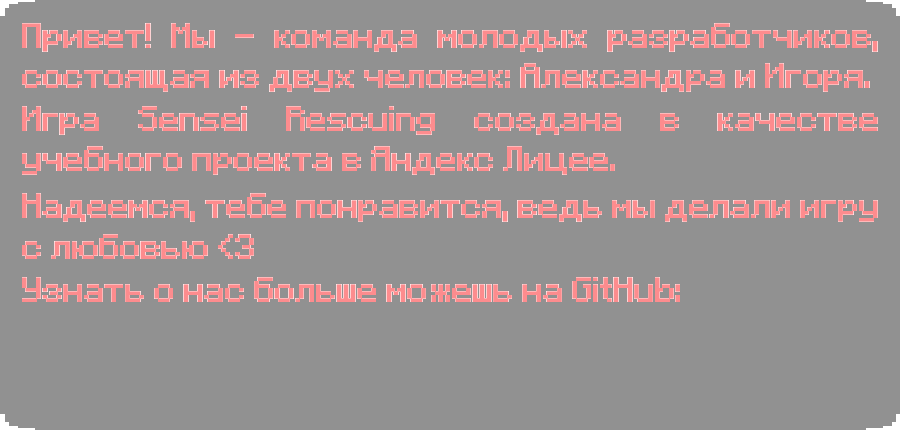 Привет! Мы - команда молодых разработчиков,
состоящая из двух человек: Александра и Игоря.
Игра Sensei Rescuing создана в качестве
учебного проекта в Яндекс Лицее.
Надеемся, тебе понравится, ведь мы делали игру
с любовью <3
Узнать о нас больше можешь на GitHub: